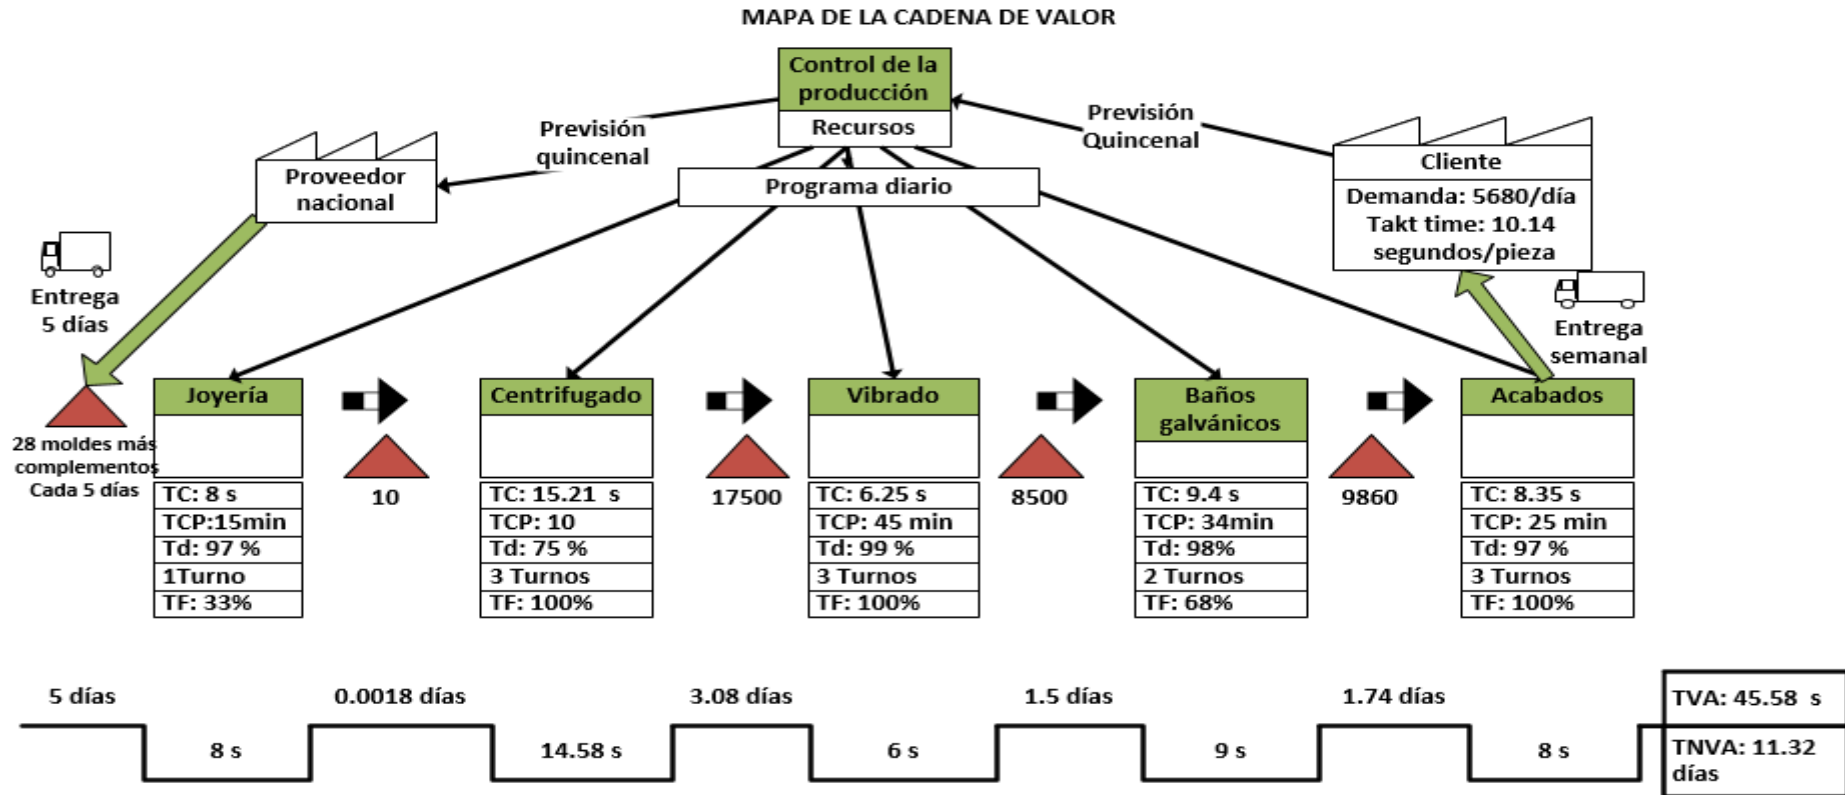 MAPA DE LA CADENA DE VALOR
Control de la
producción
Recursos
Previsión
quincenal
Previsión
Quincenal
Proveedor
nacional
Programa diario
Cliente
Demanda: 5680/día
Takt time: 10.14
segundos/pieza
Entrega
5 días
Entrega
semanal
28 moldes más
complementos
Cada 5 días
Joyería
TC: 8 s
TCP:15min
Td: 97 %
1Turno
TF: 33%
10
Centrifugado
TC: 15.21 s
TCP: 10
Td: 75 %
3 Turnos
TF: 100%
17500
Vibrado
TC: 6.25 s
TCP: 45 min
Td: 99 %
3 Turnos
TF: 100%
8500
Baños
galvánicos
TC: 9.4 s
TCP: 34min
Td: 98%
2 Turnos
TF: 68%
9860
Acabados
TC: 8.35 s
TCP: 25 min
Td: 97 %
3 Turnos
TF: 100%
5 días
0.0018 días
3.08 días
1.5 días
1.74 días
8 s
14.58 s
6 s
9 s
8 s
TVA: 45.58 s
TNVA: 11.32
días